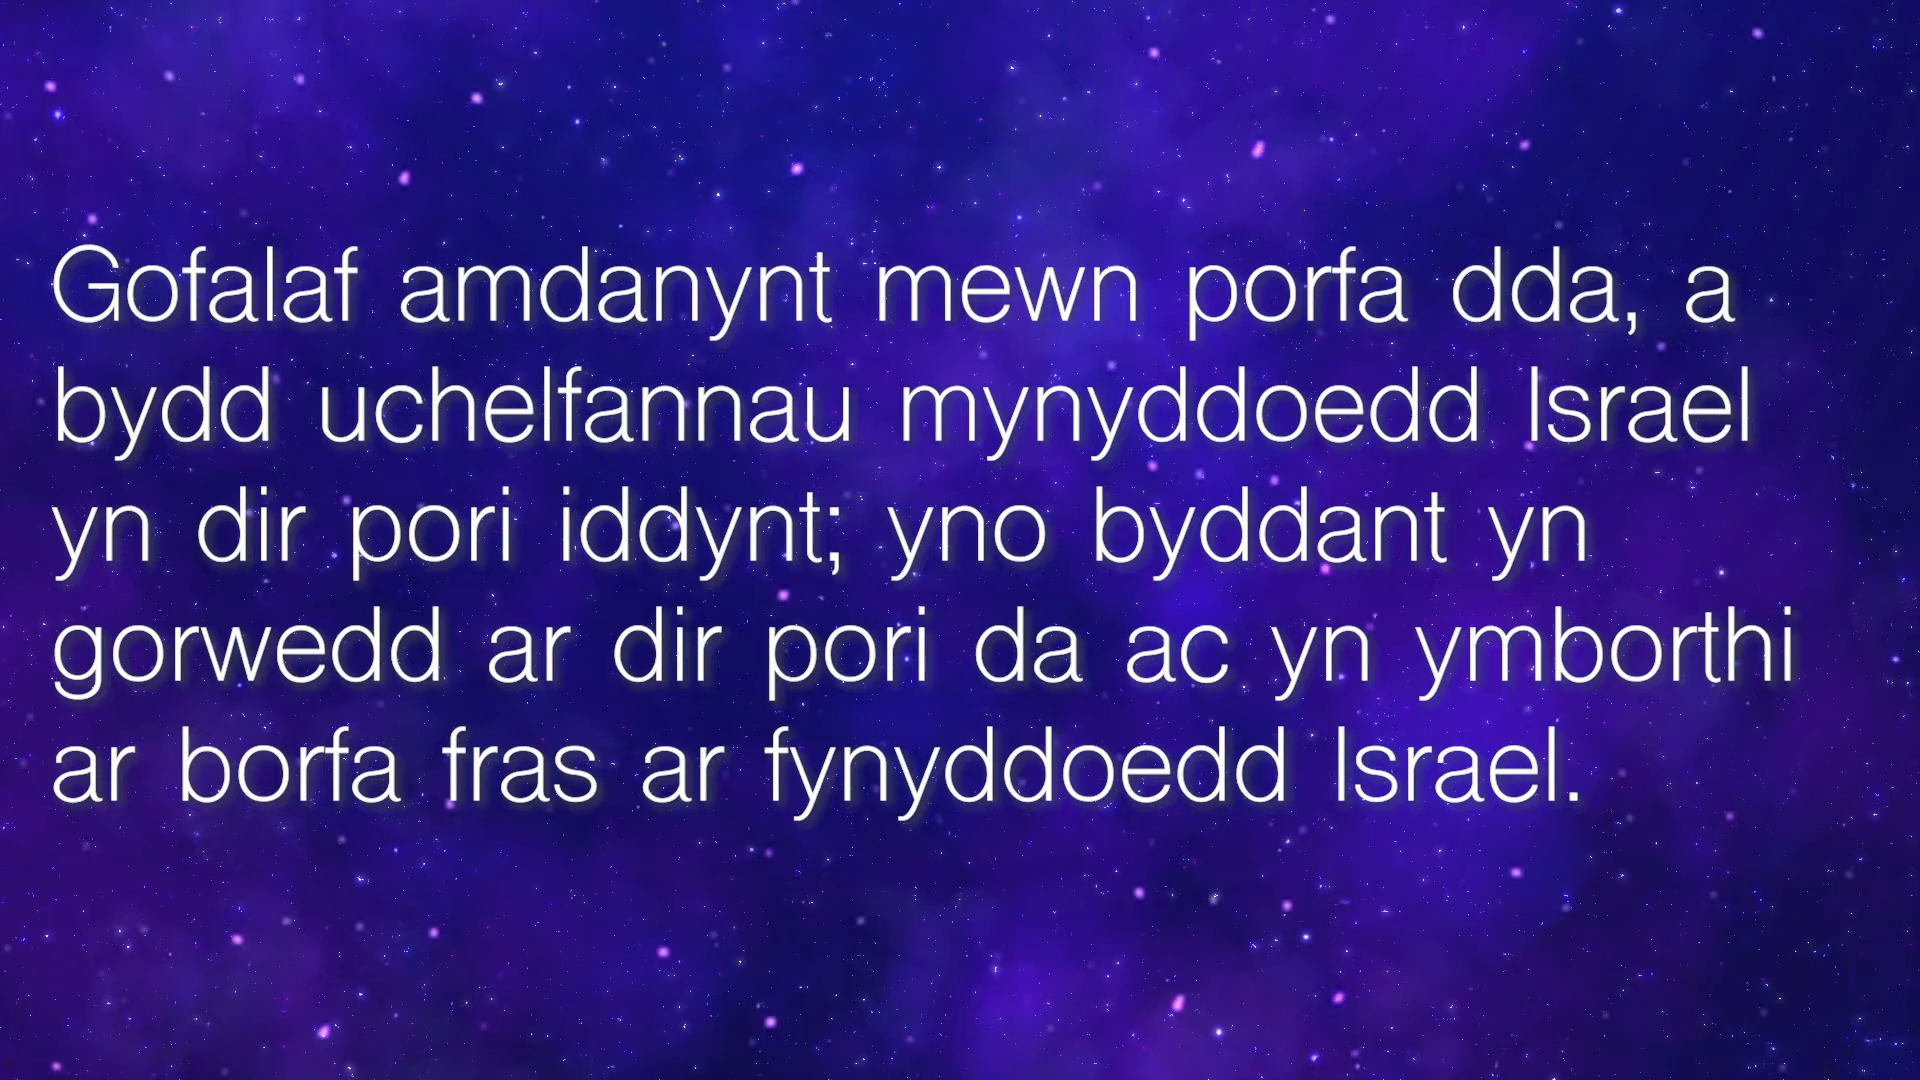 Gofalaf amdanynt mewn porfa dda, a
bydd uchelfannau mynyddoedd Israel
yn dir pori iddynt; yno byddant yn
gorwedd ar dir pori da ac yn ymborthi
ar borfa fras ar fynyddoedd Israel.